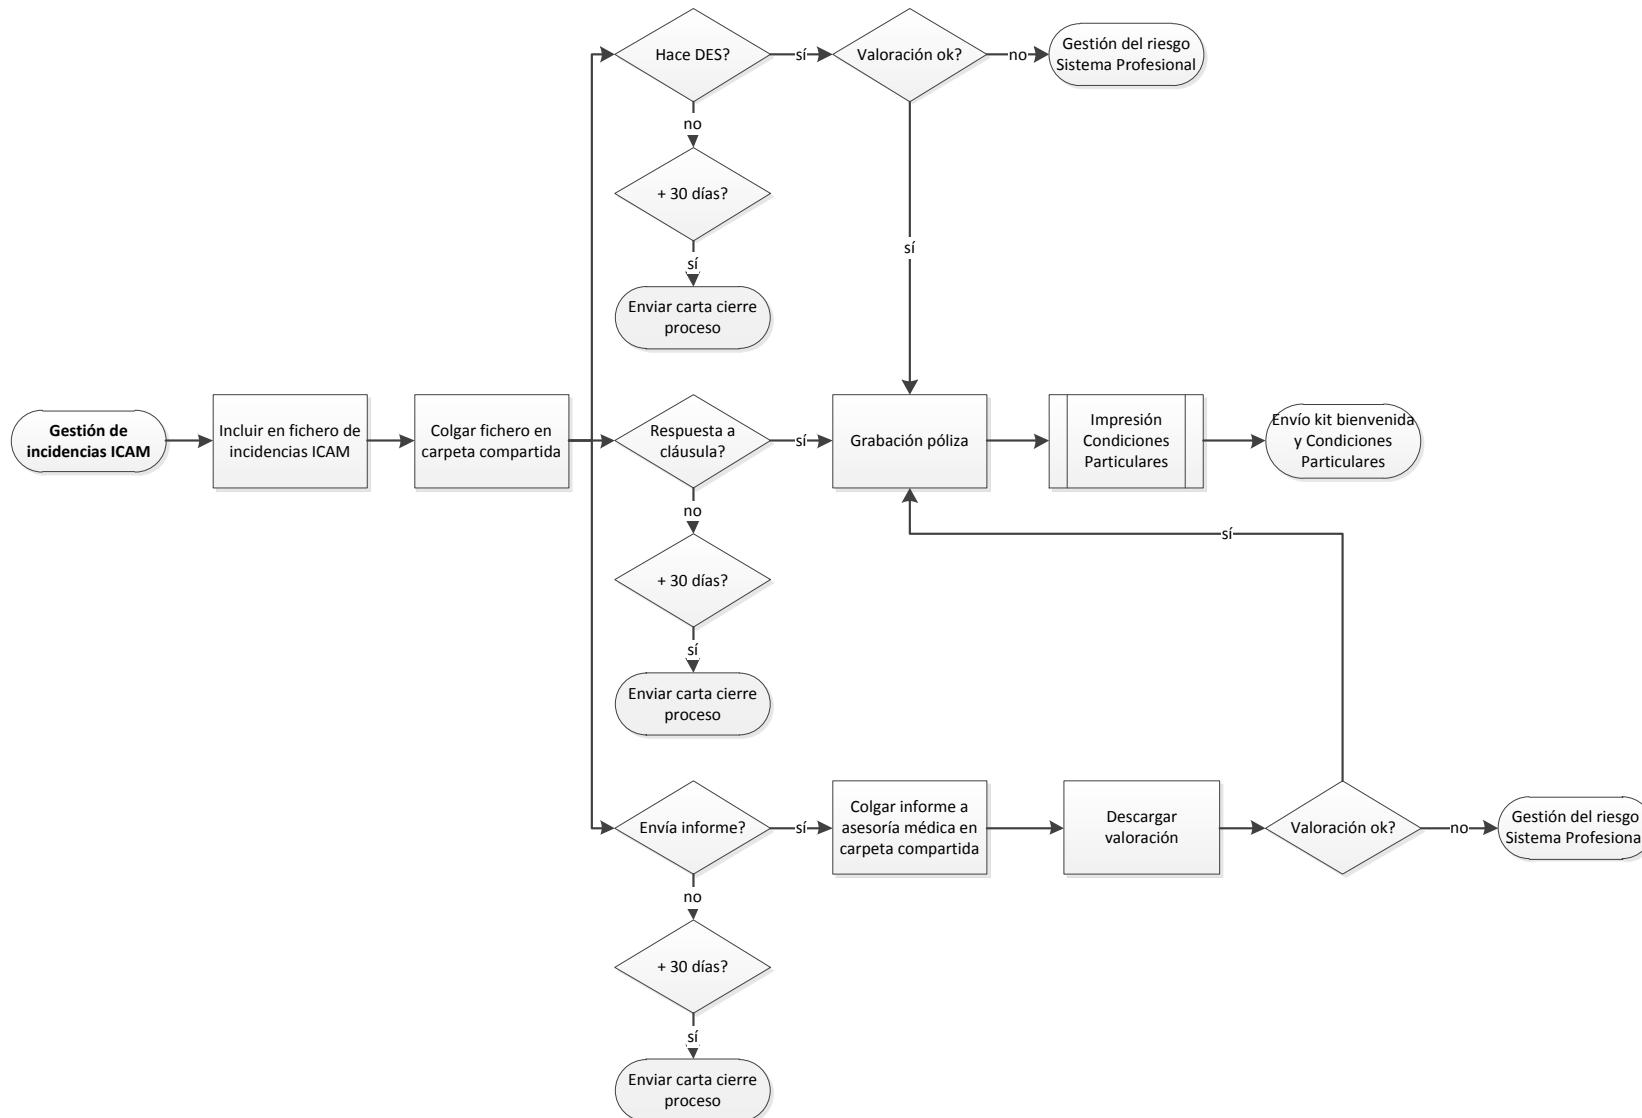 Hace DES?
sí
Valoración ok?
no
Gestión del riesgo
Sistema Profesional
no
+ 30 días?
sí
sí
Enviar carta cierre
proceso
Gestión de
incidencias ICAM
Incluir en fichero de
incidencias ICAM
Colgar fichero en
carpeta compartida
Respuesta a
cláusula?
sí
Grabación póliza
Impresión
Condiciones
Particulares
Envío kit bienvenida
y Condiciones
Particulares
no
sí
+ 30 días?
sí
Enviar carta cierre
proceso
Envía informe?
sí
Colgar informe a
asesoría médica en
carpeta compartida
Descargar
valoración
Valoración ok?
no
Gestión del riesgo
Sistema Profesional
no
+ 30 días?
sí
Enviar carta cierre
proceso